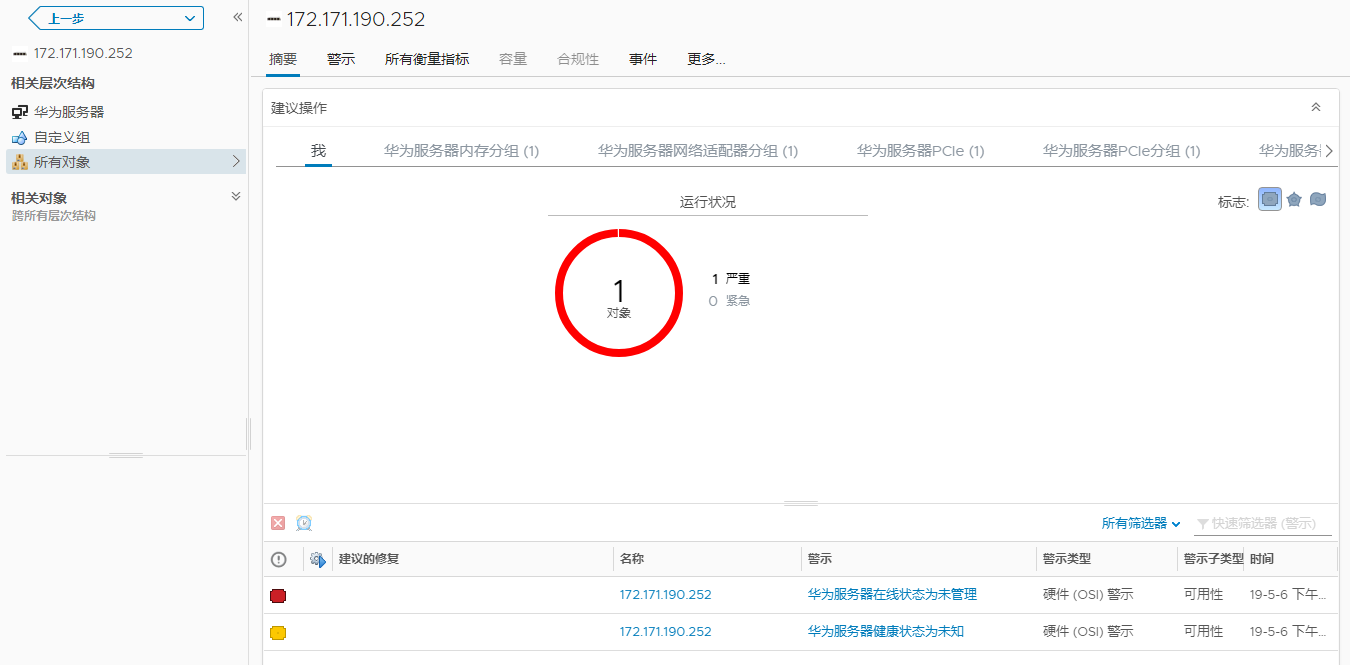 上一步
172.171.190.252
相关层次结构
华为服务器
自定义组
所有对象
相关对象
跨所有层次结构
172.171.190.252
摘要 警示 所有衡量指标 容量 合规性 事件 更多...
建议操作
我 华为服务器内存分组 (1) 华为服务器网络适配器分组 (1) 华为服务器PCIe (1) 华为服务器PCIe分组 (1) 华为服务
运行状况
标志:
1 对象
1 严重
0 紧急
所有筛选器 快速筛选器 (警示)
建议的修复 名称 警示 警示类型 警示子类型 时间
172.171.190.252 华为服务器在线状态为未管理 硬件 (OSI) 警示 可用性 19-5-6 下午...
172.171.190.252 华为服务器健康状态为未知 硬件 (OSI) 警示 可用性 19-5-6 下午...